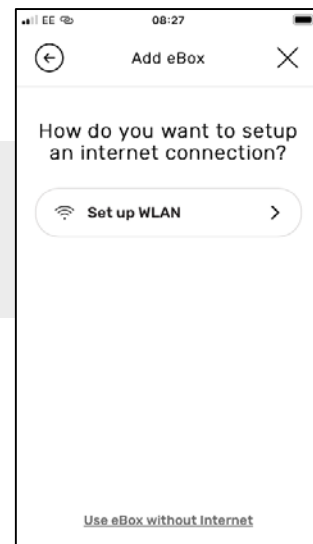 EE 08:27
Add eBox
How do you want to setup
an internet connection?
Set up WLAN
Use eBox without Internet